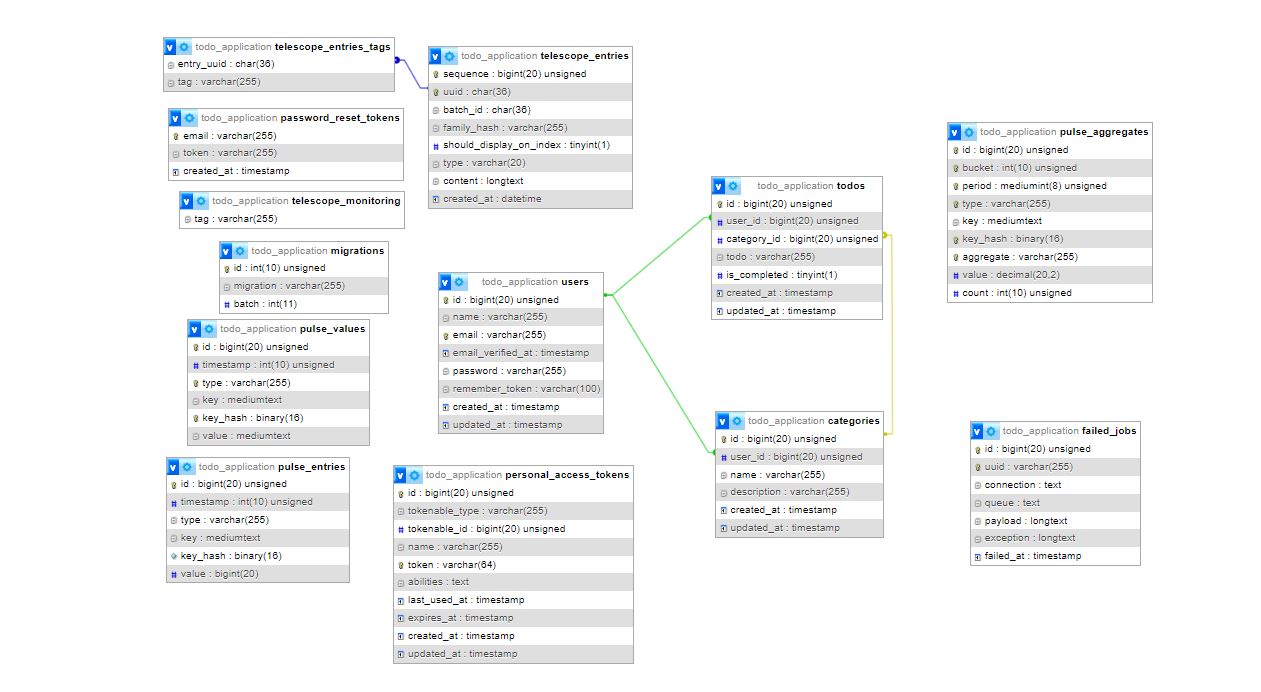 todo_application telescope_entries_tags
entry_uuid : char(36)
tag : varchar(255)
todo_application telescope_entries
sequence : bigint(20) unsigned
uuid : char(36)
batch_id : char(36)
family_hash : varchar(255)
should_display_on_index : tinyint(1)
type : varchar(20)
content : longtext
created_at : datetime
todo_application password_reset_tokens
email : varchar(255)
token : varchar(255)
created_at : timestamp
todo_application telescope_monitoring
tag : varchar(255)
todo_application migrations
id : int(10) unsigned
migration : varchar(255)
batch : int(11)
todo_application pulse_values
id : bigint(20) unsigned
timestamp : int(10) unsigned
type : varchar(255)
key : mediumtext
key_hash : binary(16)
value : mediumtext
todo_application pulse_entries
id : bigint(20) unsigned
timestamp : int(10) unsigned
type : varchar(255)
key : mediumtext
key_hash : binary(16)
value : bigint(20)
todo_application users
id : bigint(20) unsigned
name : varchar(255)
email : varchar(255)
email_verified_at : timestamp
password : varchar(255)
remember_token : varchar(100)
created_at : timestamp
updated_at : timestamp
todo_application personal_access_tokens
id : bigint(20) unsigned
tokenable_type : varchar(255)
tokenable_id : bigint(20) unsigned
name : varchar(255)
token : varchar(64)
abilities : text
last_used_at : timestamp
expires_at : timestamp
created_at : timestamp
updated_at : timestamp
todo_application todos
id : bigint(20) unsigned
user_id : bigint(20) unsigned
category_id : bigint(20) unsigned
todo : varchar(255)
is_completed : tinyint(1)
created_at : timestamp
updated_at : timestamp
todo_application categories
id : bigint(20) unsigned
user_id : bigint(20) unsigned
name : varchar(255)
description : varchar(255)
created_at : timestamp
updated_at : timestamp
todo_application pulse_aggregates
id : bigint(20) unsigned
bucket : int(10) unsigned
period : mediumint(8) unsigned
type : varchar(255)
key : mediumtext
key_hash : binary(16)
aggregate : varchar(255)
value : decimal(20,2)
count : int(10) unsigned
todo_application failed_jobs
id : bigint(20) unsigned
uuid : varchar(255)
connection : text
queue : text
payload : longtext
exception : longtext
failed_at : timestamp